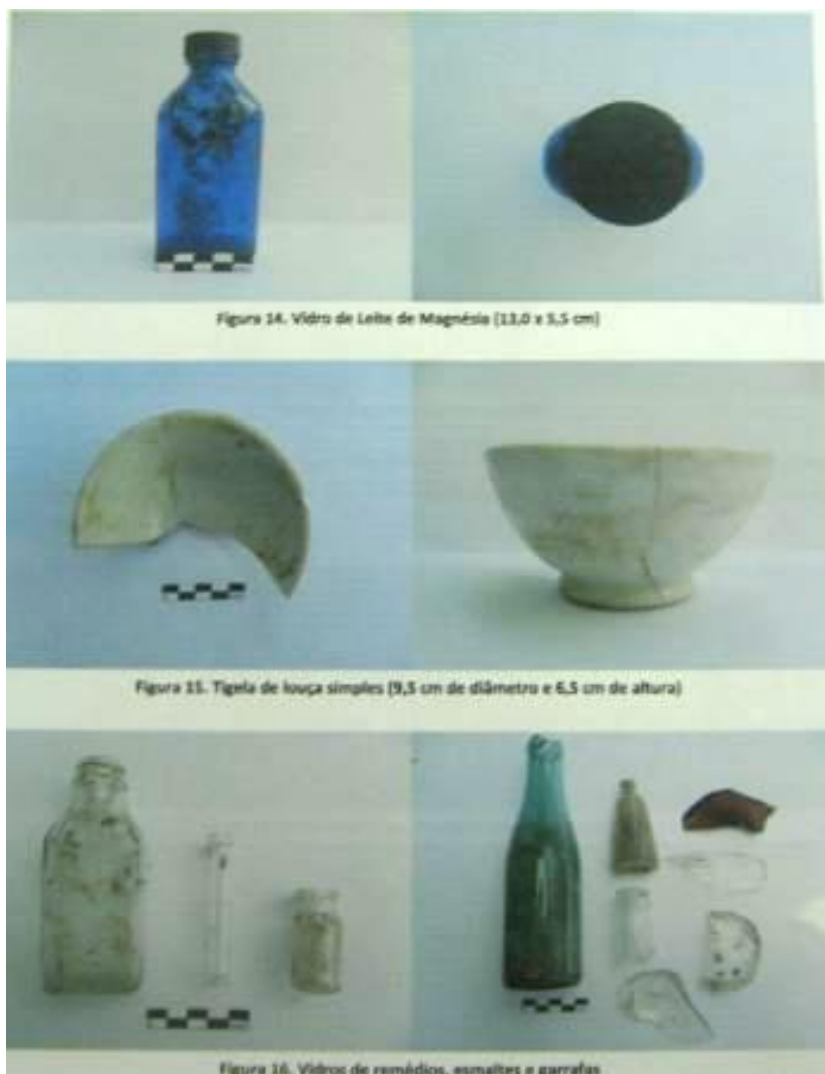 Figura 14. Vidro de Leite de Magnésia (13,0 x 5,5 cm)
Figura 15. Tigela de louça simples (9,5 cm de diâmetro e 6,5 cm de altura)
Figura 16. Vidros de remédios, esmaltes e garrafas